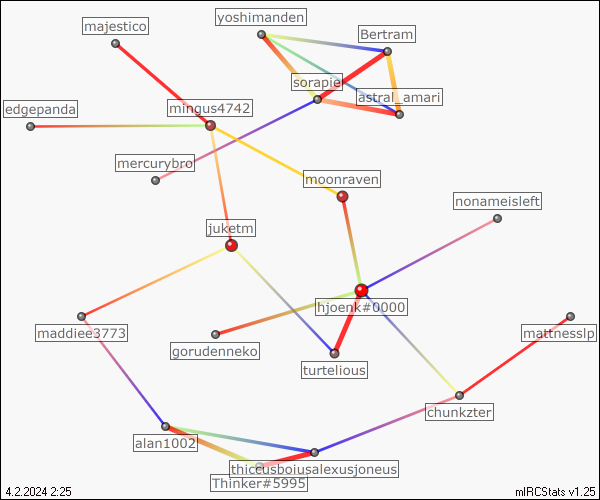 yoshimanden
majestico
Bertram
sorapie
astral_amari
edgepanda
mingus4742
mercurybro
moonraven
nonameisleft
juketm
hjoenk#0000
maddiee3773
mattnesslp
gorudenneko
turtelious
chunkzter
alan1002
thiceusboiusalexusjoneus
Thinker#5995
4.2.2024 2:25
mIRCStats v1.25